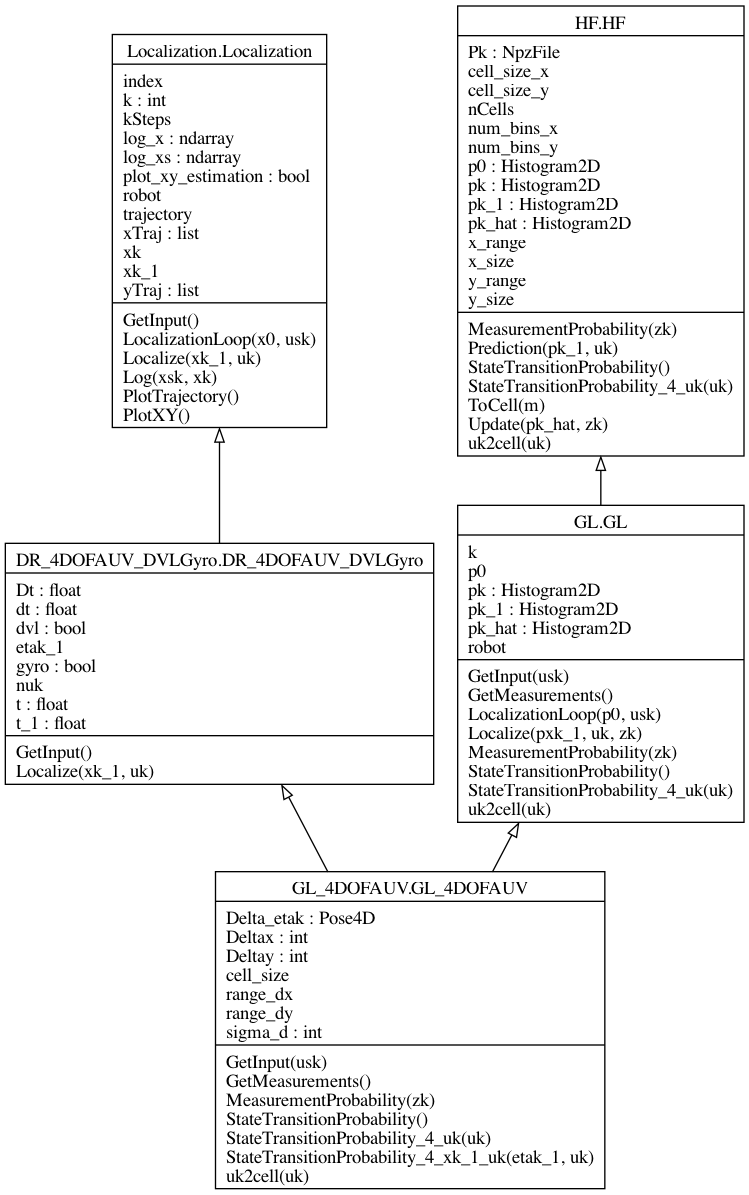 Localization.Localization
index
k : int
kSteps
log_x : ndarray
log_xs : ndarray
plot_xy_estimation : bool
robot
trajectory
xTraj : list
xk
xk_1
yTraj : list
GetInput()
LocalizationLoop(x0, usk)
Localize(xk_1, uk)
Log(xsk, xk)
PlotTrajectory()
PlotXY()
HF.HF
Pk : NpzFile
cell_size_x
cell_size_y
nCells
num_bins_x
num_bins_y
p0 : Histogram2D
pk : Histogram2D
pk_1 : Histogram2D
pk_hat : Histogram2D
x_range
x_size
y_range
y_size
MeasurementProbability(zk)
Prediction(pk_1, uk)
StateTransitionProbability()
StateTransitionProbability_4_uk(uk)
ToCell(m)
Update(pk_hat, zk)
uk2cell(uk)
DR_4DOFAUV_DVLGyro.DR_4DOFAUV_DVLGyro
Dt : float
dt : float
dvl : bool
etak_1
gyro : bool
nuk
t : float
t_1 : float
GetInput()
Localize(xk_1, uk)
GL.GL
k
p0
pk : Histogram2D
pk_1 : Histogram2D
pk_hat : Histogram2D
robot
GetInput(usk)
GetMeasurements()
LocalizationLoop(p0, usk)
Localize(pxk_1, uk, zk)
MeasurementProbability(zk)
StateTransitionProbability()
StateTransitionProbability_4_uk(uk)
uk2cell(uk)
GL_4DOFAUV.GL_4DOFAUV
Delta_etak : Pose4D
Deltax : int
Deltay : int
cell_size
range_dx
range_dy
sigma_d : int
GetInput(usk)
GetMeasurements()
MeasurementProbability(zk)
StateTransitionProbability()
StateTransitionProbability_4_uk(uk)
StateTransitionProbability_4_xk_1_uk(etak_1, uk)
uk2cell(uk)